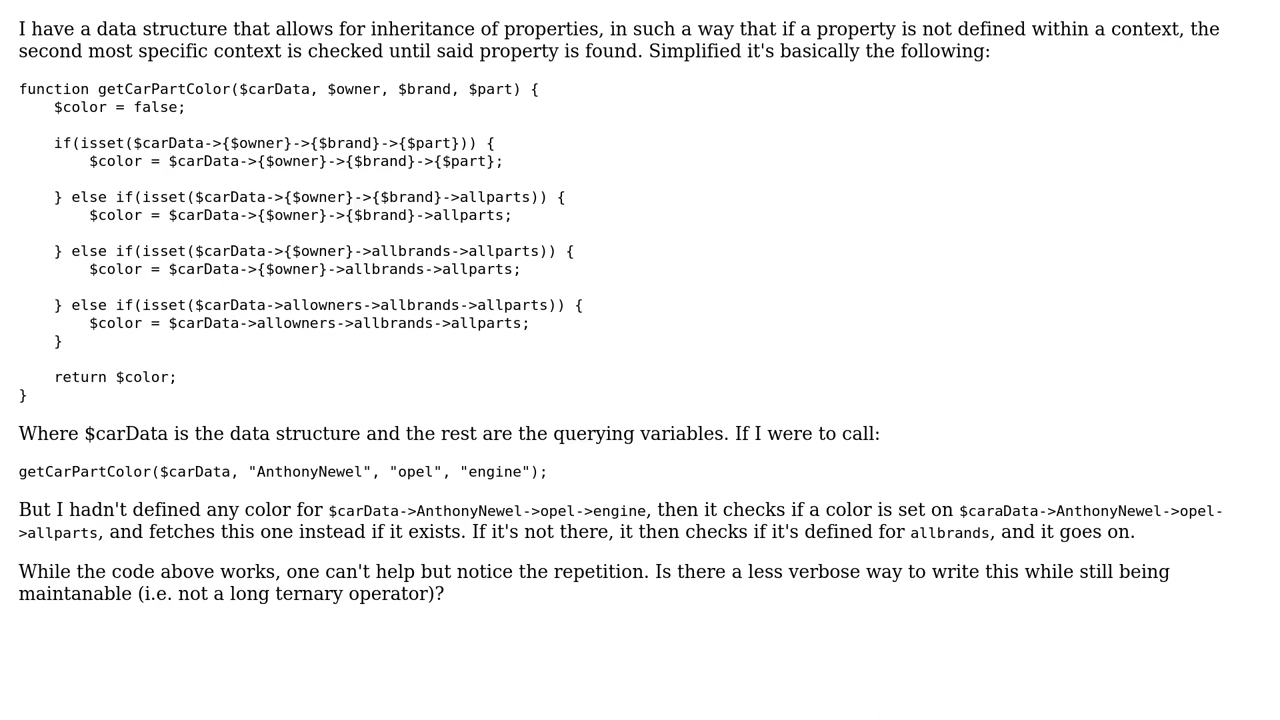 I have a data structure that allows for inheritance of properties, in such a way that if a property is not defined within a context, the
second most specific context is checked until said property is found. Simplified it's basically the following:
function getCarPartColor($carData, $owner, $brand, $part) {
    $color = false;
    if(isset($carData->{$owner}->{$brand}->{$part})) {
        $color = $carData->{$owner}->{$brand}->{$part};
    } else if(isset($carData->{$owner}->{$brand}->allparts)) {
        $color = $carData->{$owner}->{$brand}->allparts;
    } else if(isset($carData->{$owner}->allbrands->allparts)) {
        $color = $carData->{$owner}->allbrands->allparts;
    } else if(isset($carData->allowners->allbrands->allparts)) {
        $color = $carData->allowners->allbrands->allparts;
    }
    return $color;
}
Where $carData is the data structure and the rest are the querying variables. If I were to call:
getCarPartColor($carData, "AnthonyNewel", "opel", "engine");
But I hadn't defined any color for $carData->AnthonyNewel->opel->engine, then it checks if a color is set on $caraData->AnthonyNewel->opel-
>allparts, and fetches this one instead if it exists. If it's not there, it then checks if it's defined for allbrands, and it goes on.
While the code above works, one can't help but notice the repetition. Is there a less verbose way to write this while still being
maintanable (i.e. not a long ternary operator)?